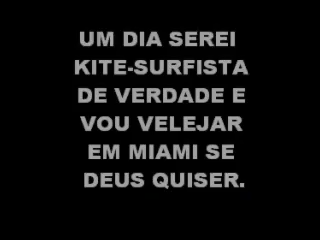 UM DIA SEREI
KITE-SURFISTA
DE VERDADE E
VOU VELEJAR
EM MIAMI SE
DEUS QUISER.